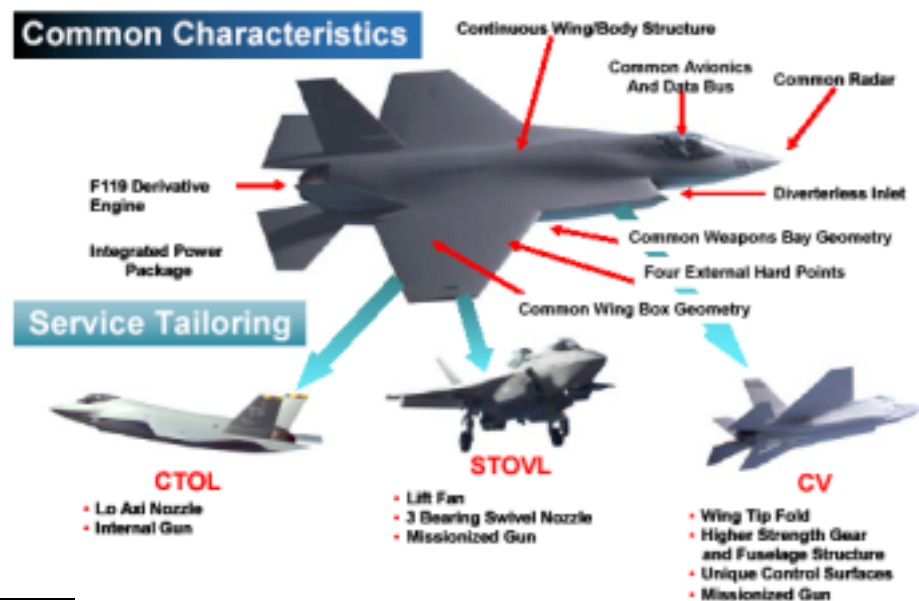 Common Characteristics
Continuous Wing/Body Structure
Common Avionics
And Data Bus
Common Radar
F119 Derivative
Engine
Diverterless Inlet
Integrated Power
Package
Common Weapons Bay Geometry
Four External Hard Points
Common Wing Box Geometry
Service Tailoring
CTOL
• Lo Axi Nozzle
• Internal Gun
STOVL
• Lift Fan
• 3 Bearing Swivel Nozzle
• Missionized Gun
CV
• Wing Tip Fold
• Higher Strength Gear
and Fuselage Structure
• Unique Control Surfaces
• Missionized Gun